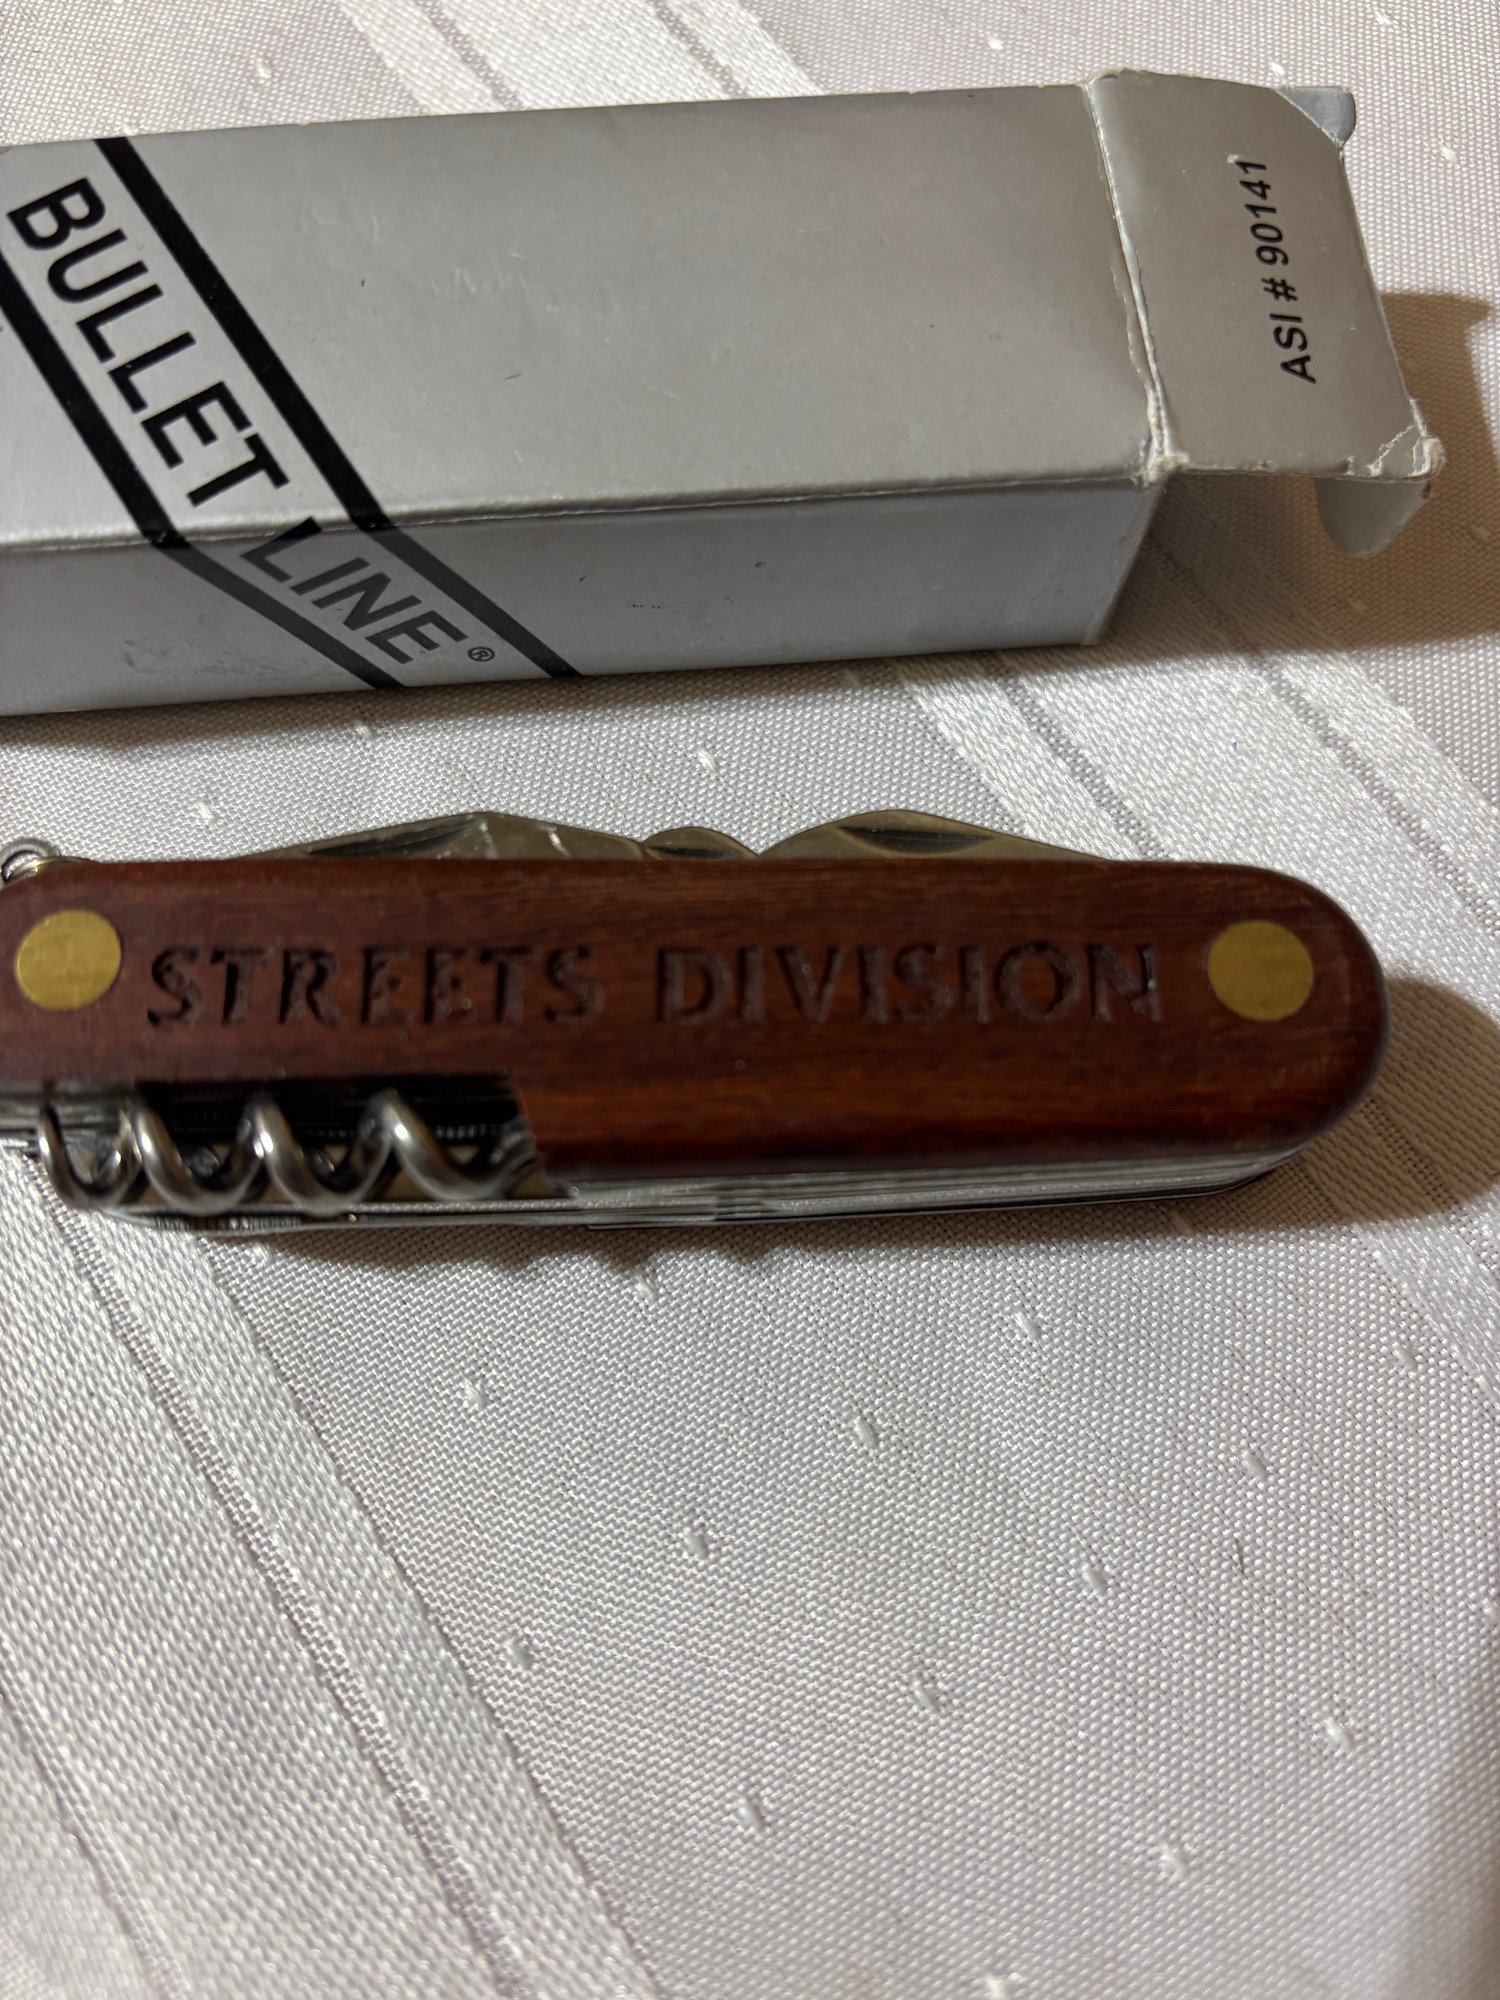 BULLET LINE®
ASI # 90141
STREETS DIVISION